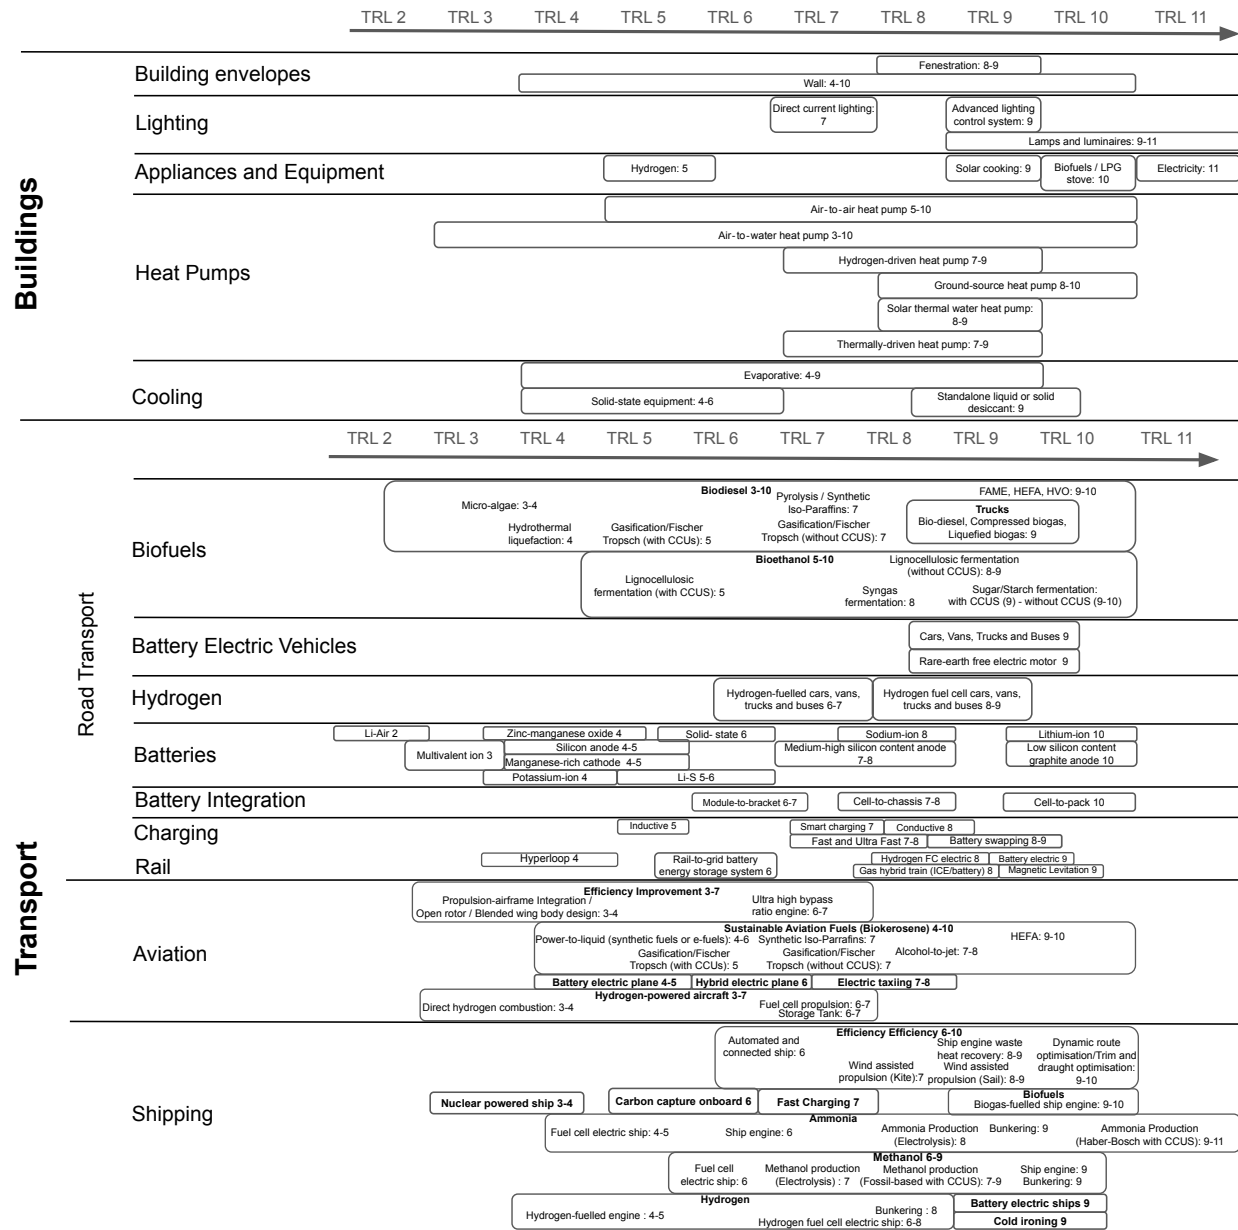 TRL 2 TRL 3 TRL 4 TRL 5 TRL 6 TRL 7 TRL 8 TRL 9 TRL 10 TRL 11
Buildings
Building envelopes
Fenestration: 8-9
Wall: 4-10
Lighting
Direct current lighting:
7
Advanced lighting
control system: 9
Lamps and luminaires: 9-11
Appliances and Equipment
Hydrogen: 5
Solar cooking: 9
Biofuels / LPG
stove: 10
Electricity: 11
Heat Pumps
Air-to-air heat pump 5-10
Air-to-water heat pump 3-10
Hydrogen-driven heat pump 7-9
Ground-source heat pump 8-10
Solar thermal water heat pump:
8-9
Thermally-driven heat pump: 7-9
Cooling
Evaporative: 4-9
Solid-state equipment: 4-6
Standalone liquid or solid
desiccant: 9
TRL 2 TRL 3 TRL 4 TRL 5 TRL 6 TRL 7 TRL 8 TRL 9 TRL 10 TRL 11
Transport
Road Transport
Biofuels
Biodiesel 3-10
Micro-algae: 3-4
Hydrothermal
liquefaction: 4
Gasification/Fischer
Tropsch (with CCUs): 5
Pyrolysis / Synthetic
Iso-Paraffins: 7
Gasification/Fischer
Tropsch (without CCUS): 7
FAME, HEFA, HVO: 9-10
Trucks
Bio-diesel, Compressed biogas,
Liquefied biogas: 9
Bioethanol 5-10
Lignocellulosic
fermentation (with CCUS): 5
Lignocellulosic fermentation
(without CCUS): 8-9
Syngas
fermentation: 8
Sugar/Starch fermentation:
with CCUS (9) - without CCUS (9-10)
Battery Electric Vehicles
Cars, Vans, Trucks and Buses 9
Rare-earth free electric motor 9
Hydrogen
Hydrogen-fuelled cars, vans,
trucks and buses 6-7
Hydrogen fuel cell cars, vans,
trucks and buses 8-9
Batteries
Li-Air 2
Multivalent ion 3
Zinc-manganese oxide 4
Silicon anode 4-5
Manganese-rich cathode 4-5
Potassium-ion 4
Solid- state 6
Li-S 5-6
Sodium-ion 8
Medium-high silicon content anode
7-8
Lithium-ion 10
Low silicon content
graphite anode 10
Battery Integration
Module-to-bracket 6-7
Cell-to-chassis 7-8
Cell-to-pack 10
Charging
Inductive 5
Smart charging 7
Conductive 8
Fast and Ultra Fast 7-8
Battery swapping 8-9
Rail
Hyperloop 4
Rail-to-grid battery
energy storage system 6
Hydrogen FC electric 8
Battery electric 9
Gas hybrid train (ICE/battery) 8
Magnetic Levitation 9
Aviation
Efficiency Improvement 3-7
Propulsion-airframe Integration /
Open rotor / Blended wing body design: 3-4
Ultra high bypass
ratio engine: 6-7
Sustainable Aviation Fuels (Biokerosene) 4-10
Power-to-liquid (synthetic fuels or e-fuels): 4-6
Synthetic Iso-Parrafins: 7
Gasification/Fischer
Tropsch (with CCUs): 5
Gasification/Fischer
Tropsch (without CCUS): 7
Alcohol-to-jet: 7-8
HEFA: 9-10
Battery electric plane 4-5
Hybrid electric plane 6
Electric taxiing 7-8
Hydrogen-powered aircraft 3-7
Direct hydrogen combustion: 3-4
Fuel cell propulsion: 6-7
Storage Tank: 6-7
Shipping
Efficiency Efficiency 6-10
Automated and
connected ship: 6
Wind assisted
propulsion (Kite):7
Ship engine waste
heat recovery: 8-9
Wind assisted
propulsion (Sail): 8-9
Dynamic route
optimisation/Trim and
draught optimisation:
9-10
Nuclear powered ship 3-4
Carbon capture onboard 6
Fast Charging 7
Biofuels
Biogas-fuelled ship engine: 9-10
Ammonia
Fuel cell electric ship: 4-5
Ship engine: 6
Ammonia Production
(Electrolysis): 8
Bunkering: 9
Ammonia Production
(Haber-Bosch with CCUS): 9-11
Methanol 6-9
Fuel cell
electric ship: 6
Methanol production
(Electrolysis) : 7
Methanol production
(Fossil-based with CCUS): 7-9
Ship engine: 9
Bunkering: 9
Hydrogen
Hydrogen-fuelled engine : 4-5
Bunkering : 8
Hydrogen fuel cell electric ship: 6-8
Battery electric ships 9
Cold ironing 9